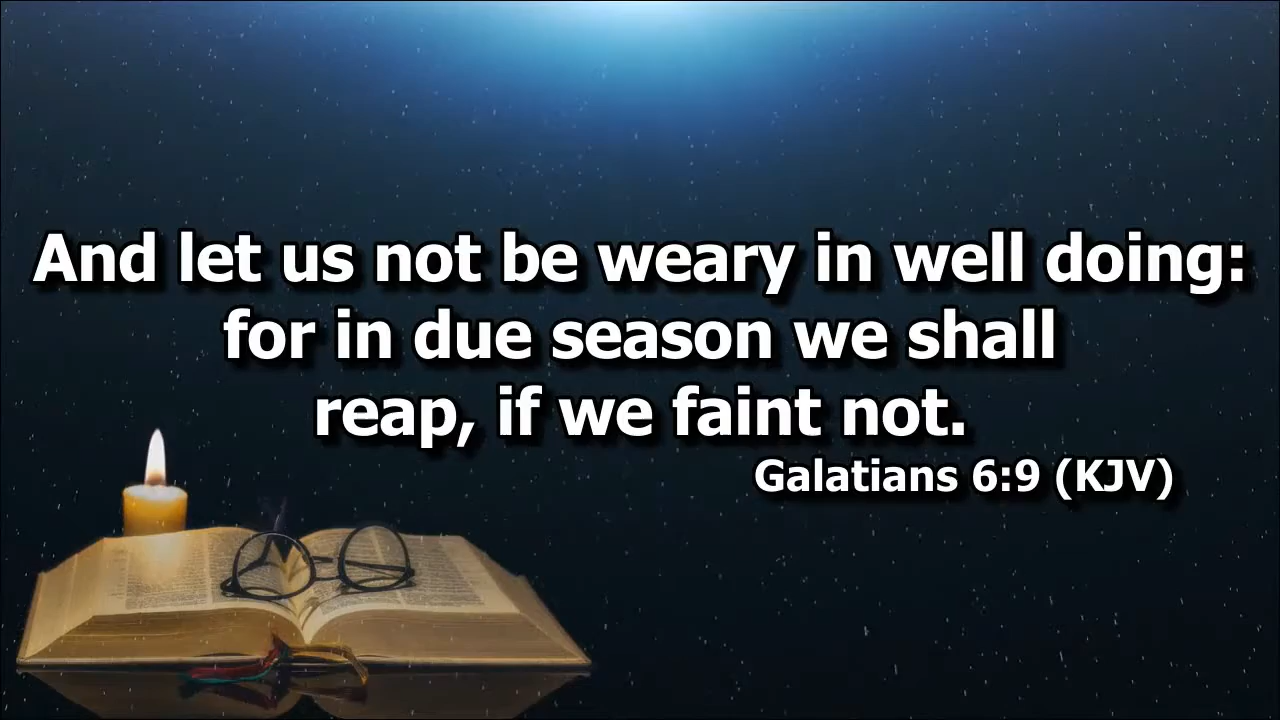 And let us not be weary in well doing:
for in due season we shall
reap, if we faint not.
Galatians 6:9 (KJV)